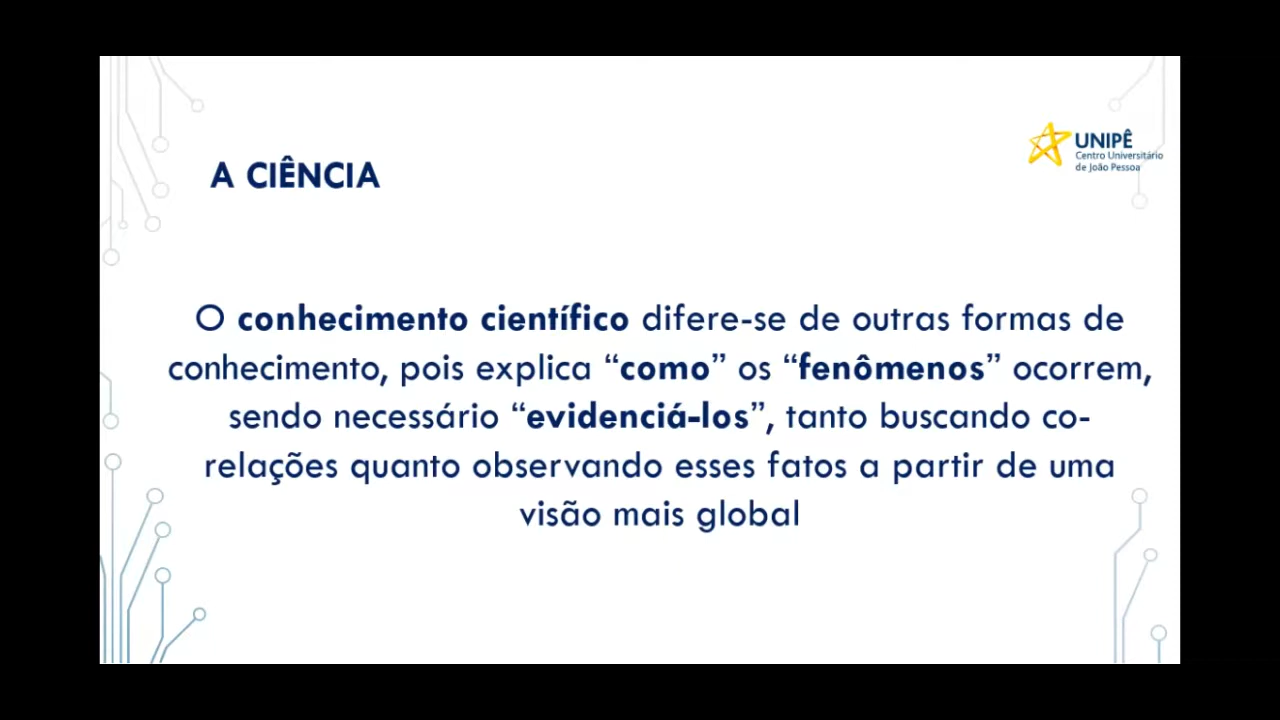 A CIÊNCIA
UNIPÊ
Centro Universitário
de João Pessoa
O conhecimento científico difere-se de outras formas de
conhecimento, pois explica “como” os “fenômenos” ocorrem,
sendo necessário “evidenciá-los”, tanto buscando co-
relações quanto observando esses fatos a partir de uma
visão mais global